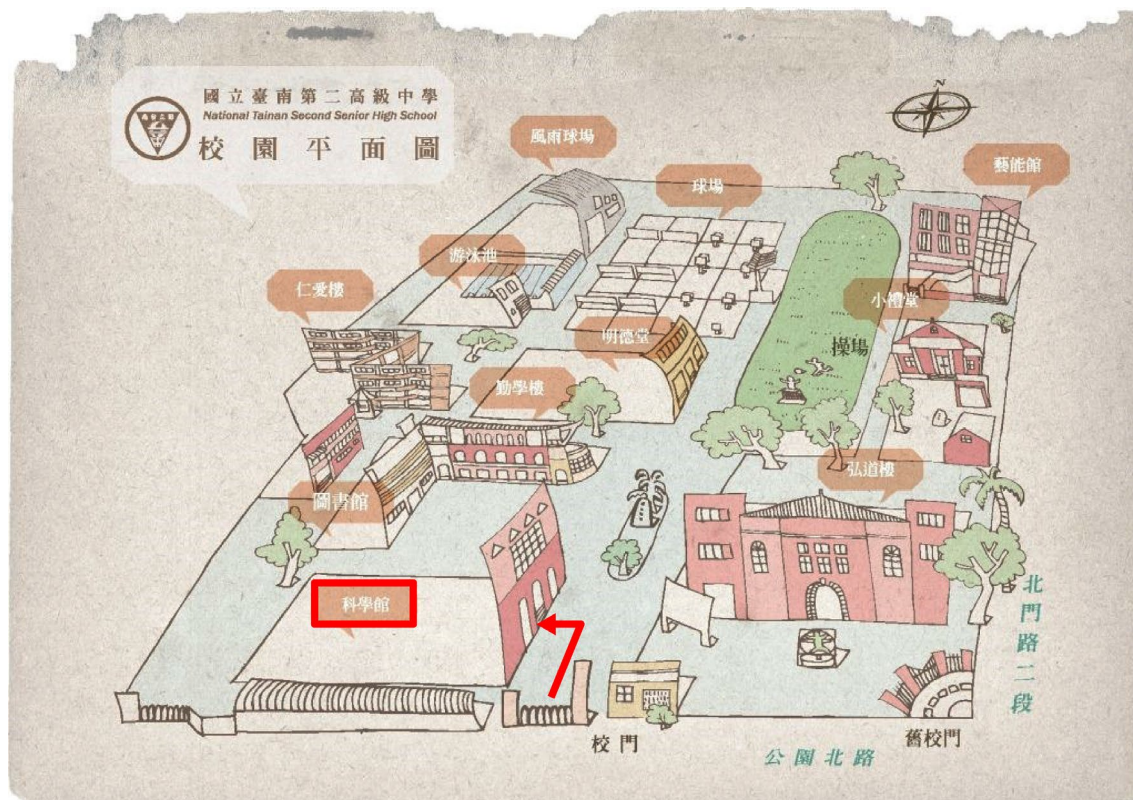 國立臺南第二高級中學
National Tainan Second Senior High School
校園平面圖
N
風雨球場
球場
藝能館
游泳池
仁愛樓
小禮堂
明德堂
操場
勤學樓
弘道樓
圖書館
科學館
北門路二段
校門
舊校門
公園北路